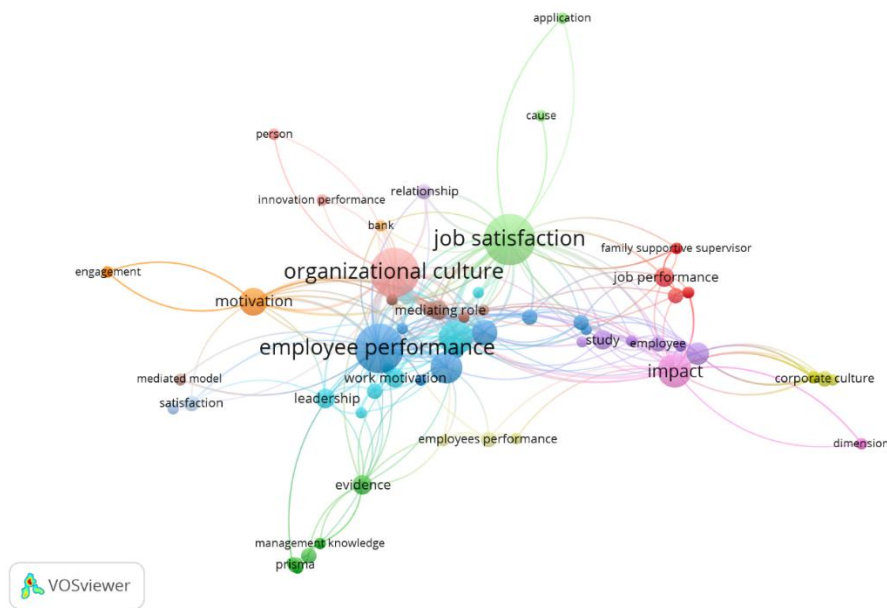 application
cause
person
relationship
innovation performance
bank
job satisfaction
family supportive supervisor
organizational culture
job performance
engagement
motivation
mediating role
employee performance
study
employee
impact
work motivation
mediated model
corporate culture
satisfaction
leadership
employees performance
dimension
evidence
management knowledge
prisma
VOSviewer